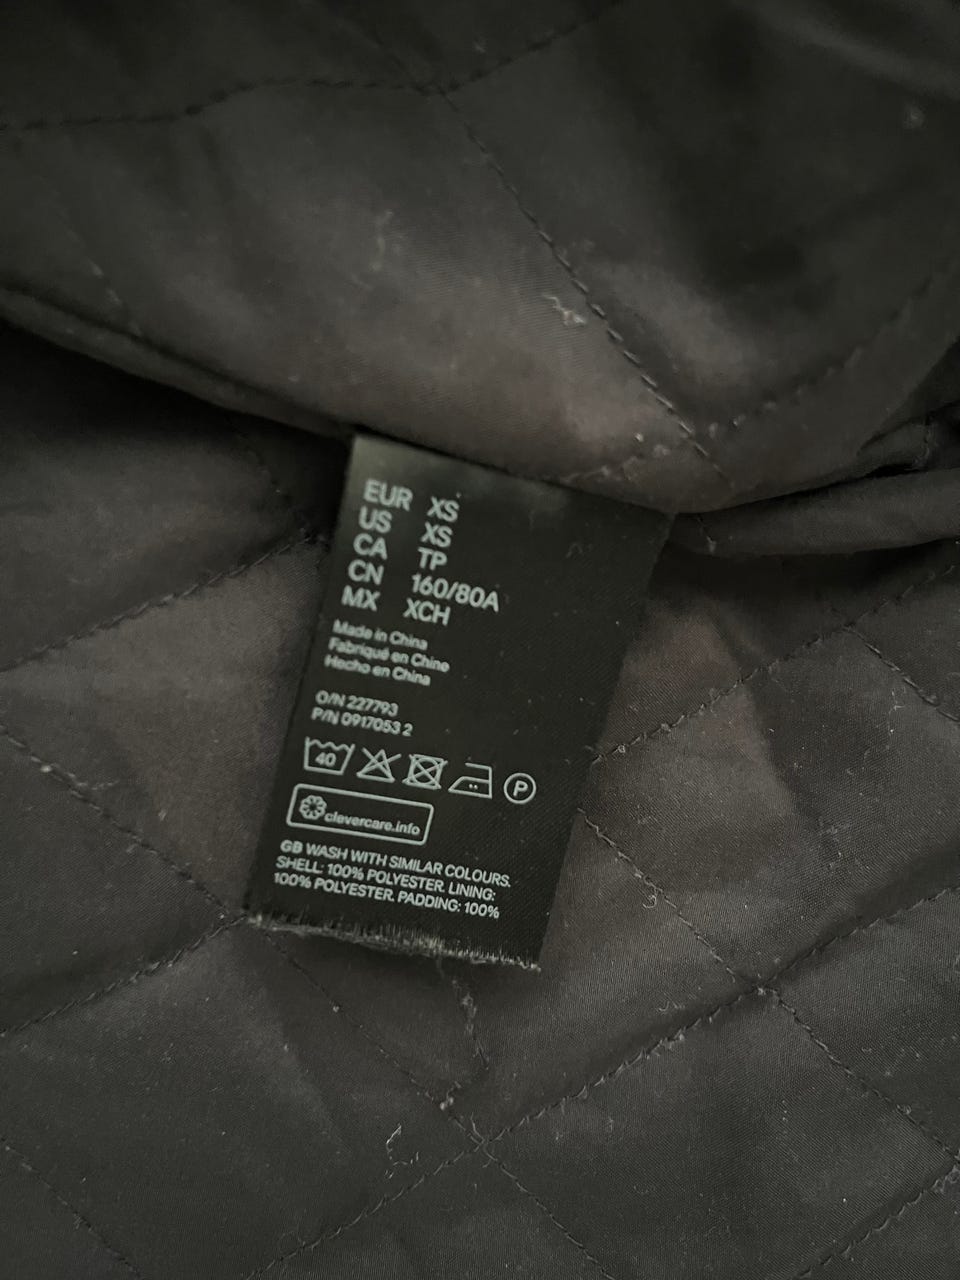 EUR XS
US XS
CA TP
CN 160/80A
MX XCH
Made in China
Fabriqué en Chine
Hecho en China
O/N 227793
P/N 0917053 2
40 P
clevercare.info
GB WASH WITH SIMILAR COLOURS.
SHELL: 100% POLYESTER. LINING:
100% POLYESTER. PADDING: 100%